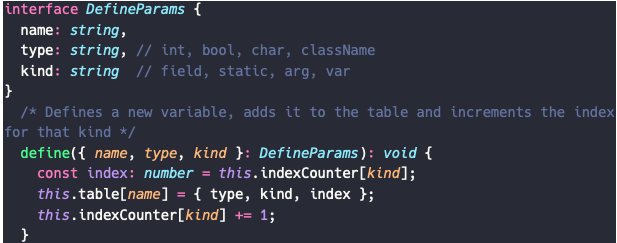 interface DefineParams {
name: string,
type: string, // int, bool, char, className
kind: string  // field, static, arg, var
}
/* Defines a new variable, adds it to the table and increments the index
for that kind */
define({ name, type, kind }: DefineParams): void {
const index: number = this.indexCounter[kind];
this.table[name] = { type, kind, index };
this.indexCounter[kind] += 1;
}